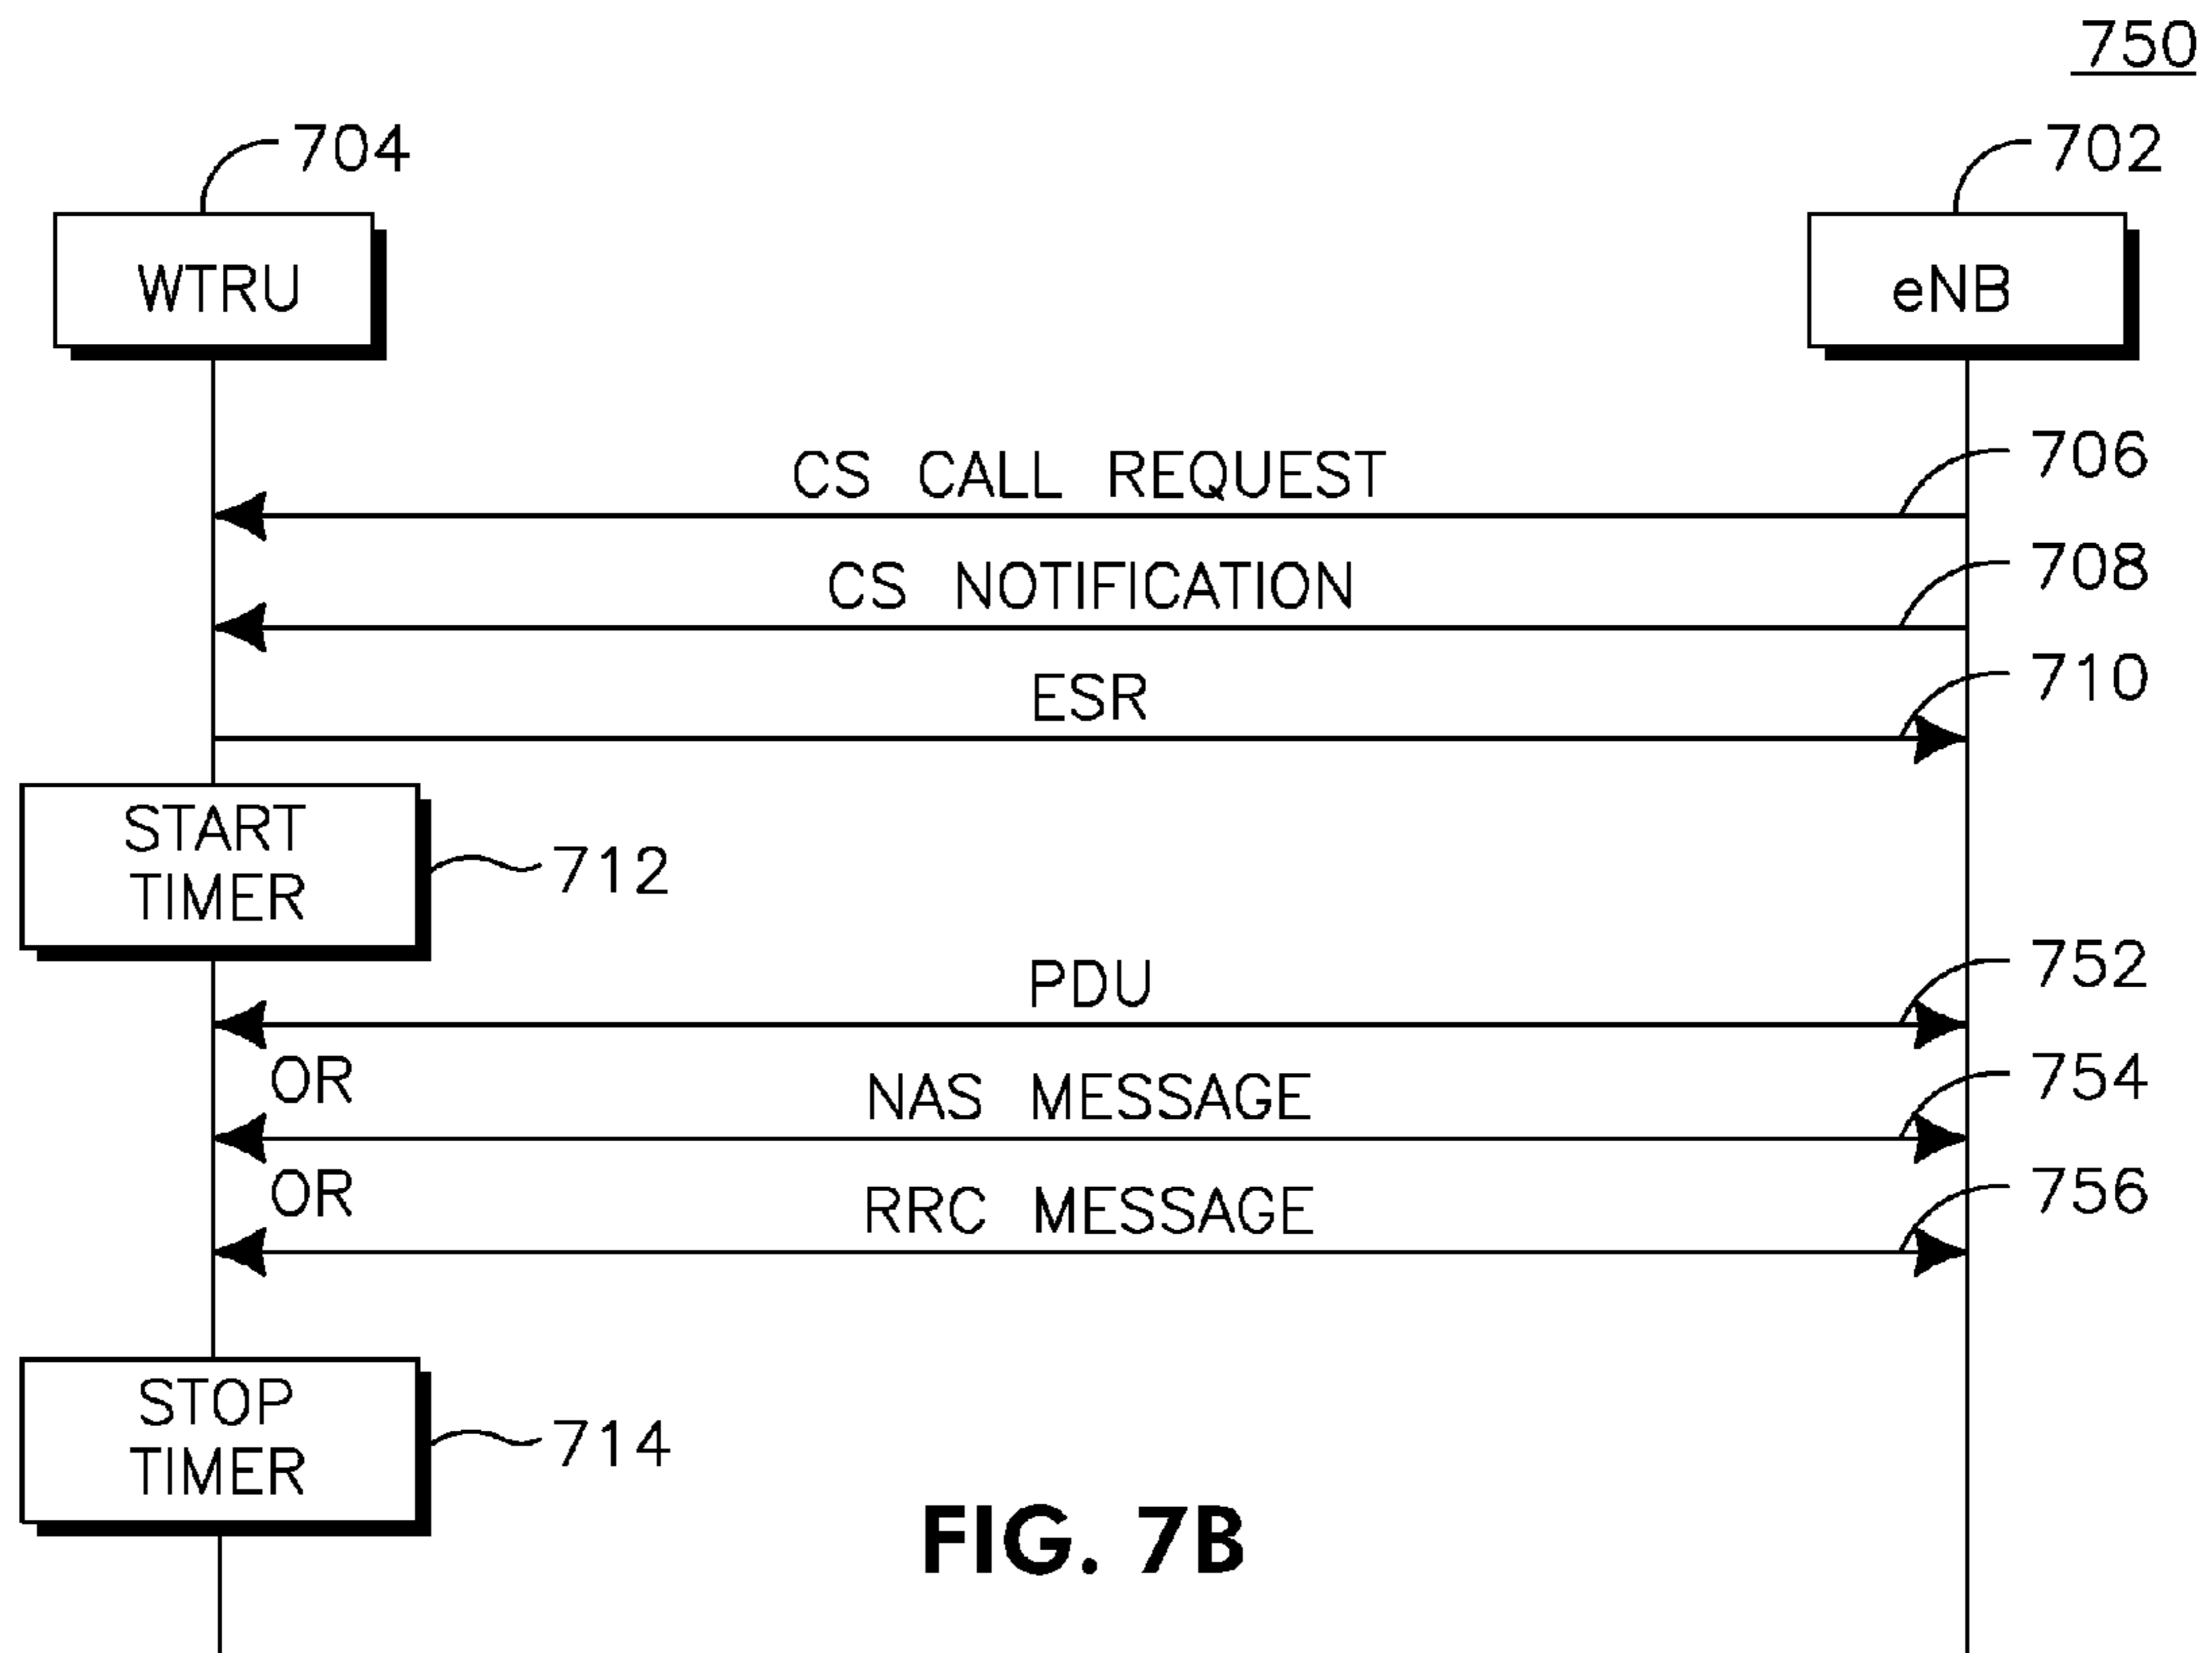 750
704
702
WTRU
eNB
CS CALL REQUEST
706
CS NOTIFICATION
708
ESR
710
START
TIMER
712
PDU
752
OR
NAS MESSAGE
754
OR
RRC MESSAGE
756
STOP
TIMER
714
FIG. 7B